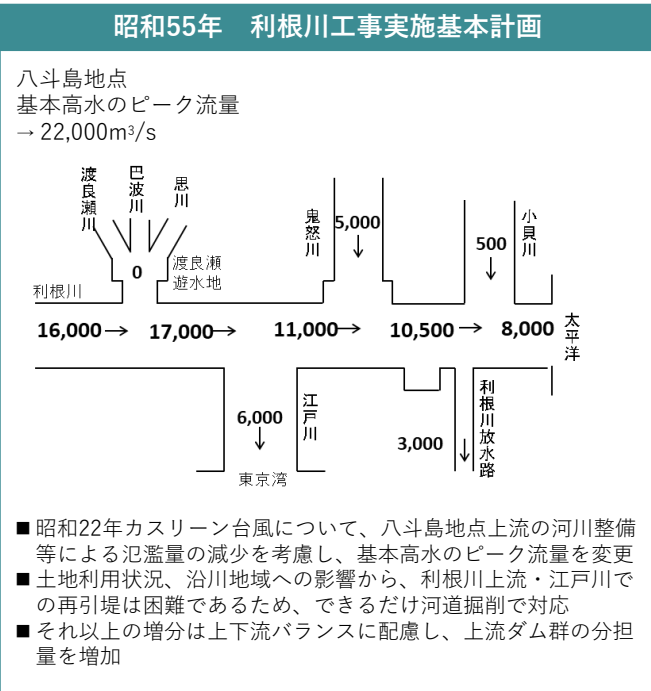 昭和55年　利根川工事実施基本計画
八斗島地点
基本高水のピーク流量
→ 22,000m³/s
渡良瀬川
巴波川
思川
鬼怒川
5,000
小貝川
500
0
渡良瀬
遊水地
利根川
16,000→
17,000→
11,000→
10,500→
8,000
太平洋
6,000
江戸川
3,000
利根川放水路
東京湾
■昭和22年カスリーン台風について、八斗島地点上流の河川整備
等による氾濫量の減少を考慮し、基本高水のピーク流量を変更
■土地利用状況、沿川地域への影響から、利根川上流・江戸川で
の再引堤は困難であるため、できるだけ河道掘削で対応
■それ以上の増分は上下流バランスに配慮し、上流ダム群の分担
量を増加